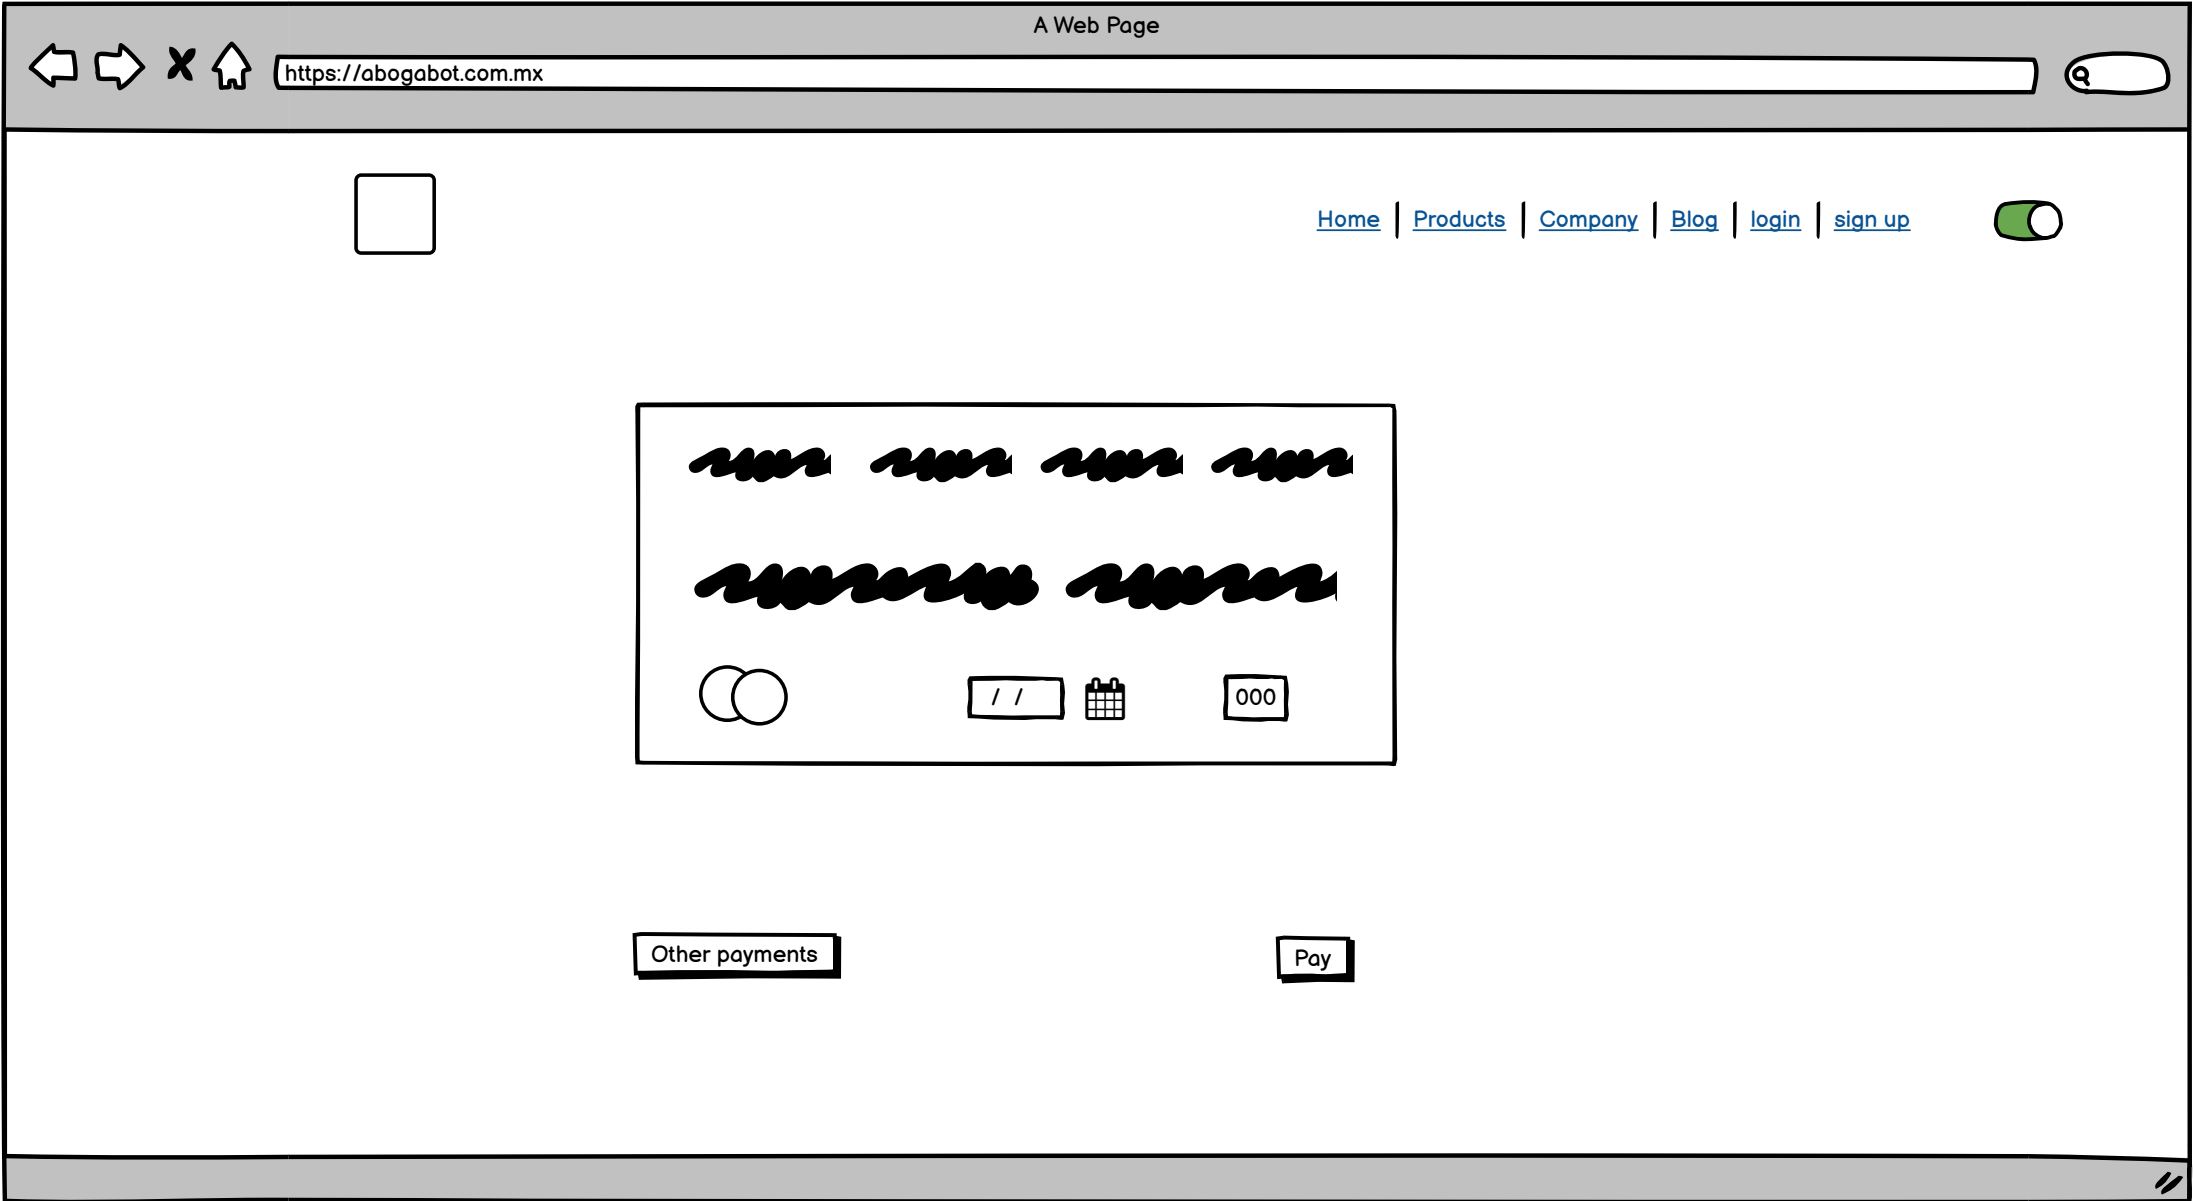 A Web Page
https://abogabot.com.mx
Home Products Company Blog login sign up
/ /
000
Other payments
Pay